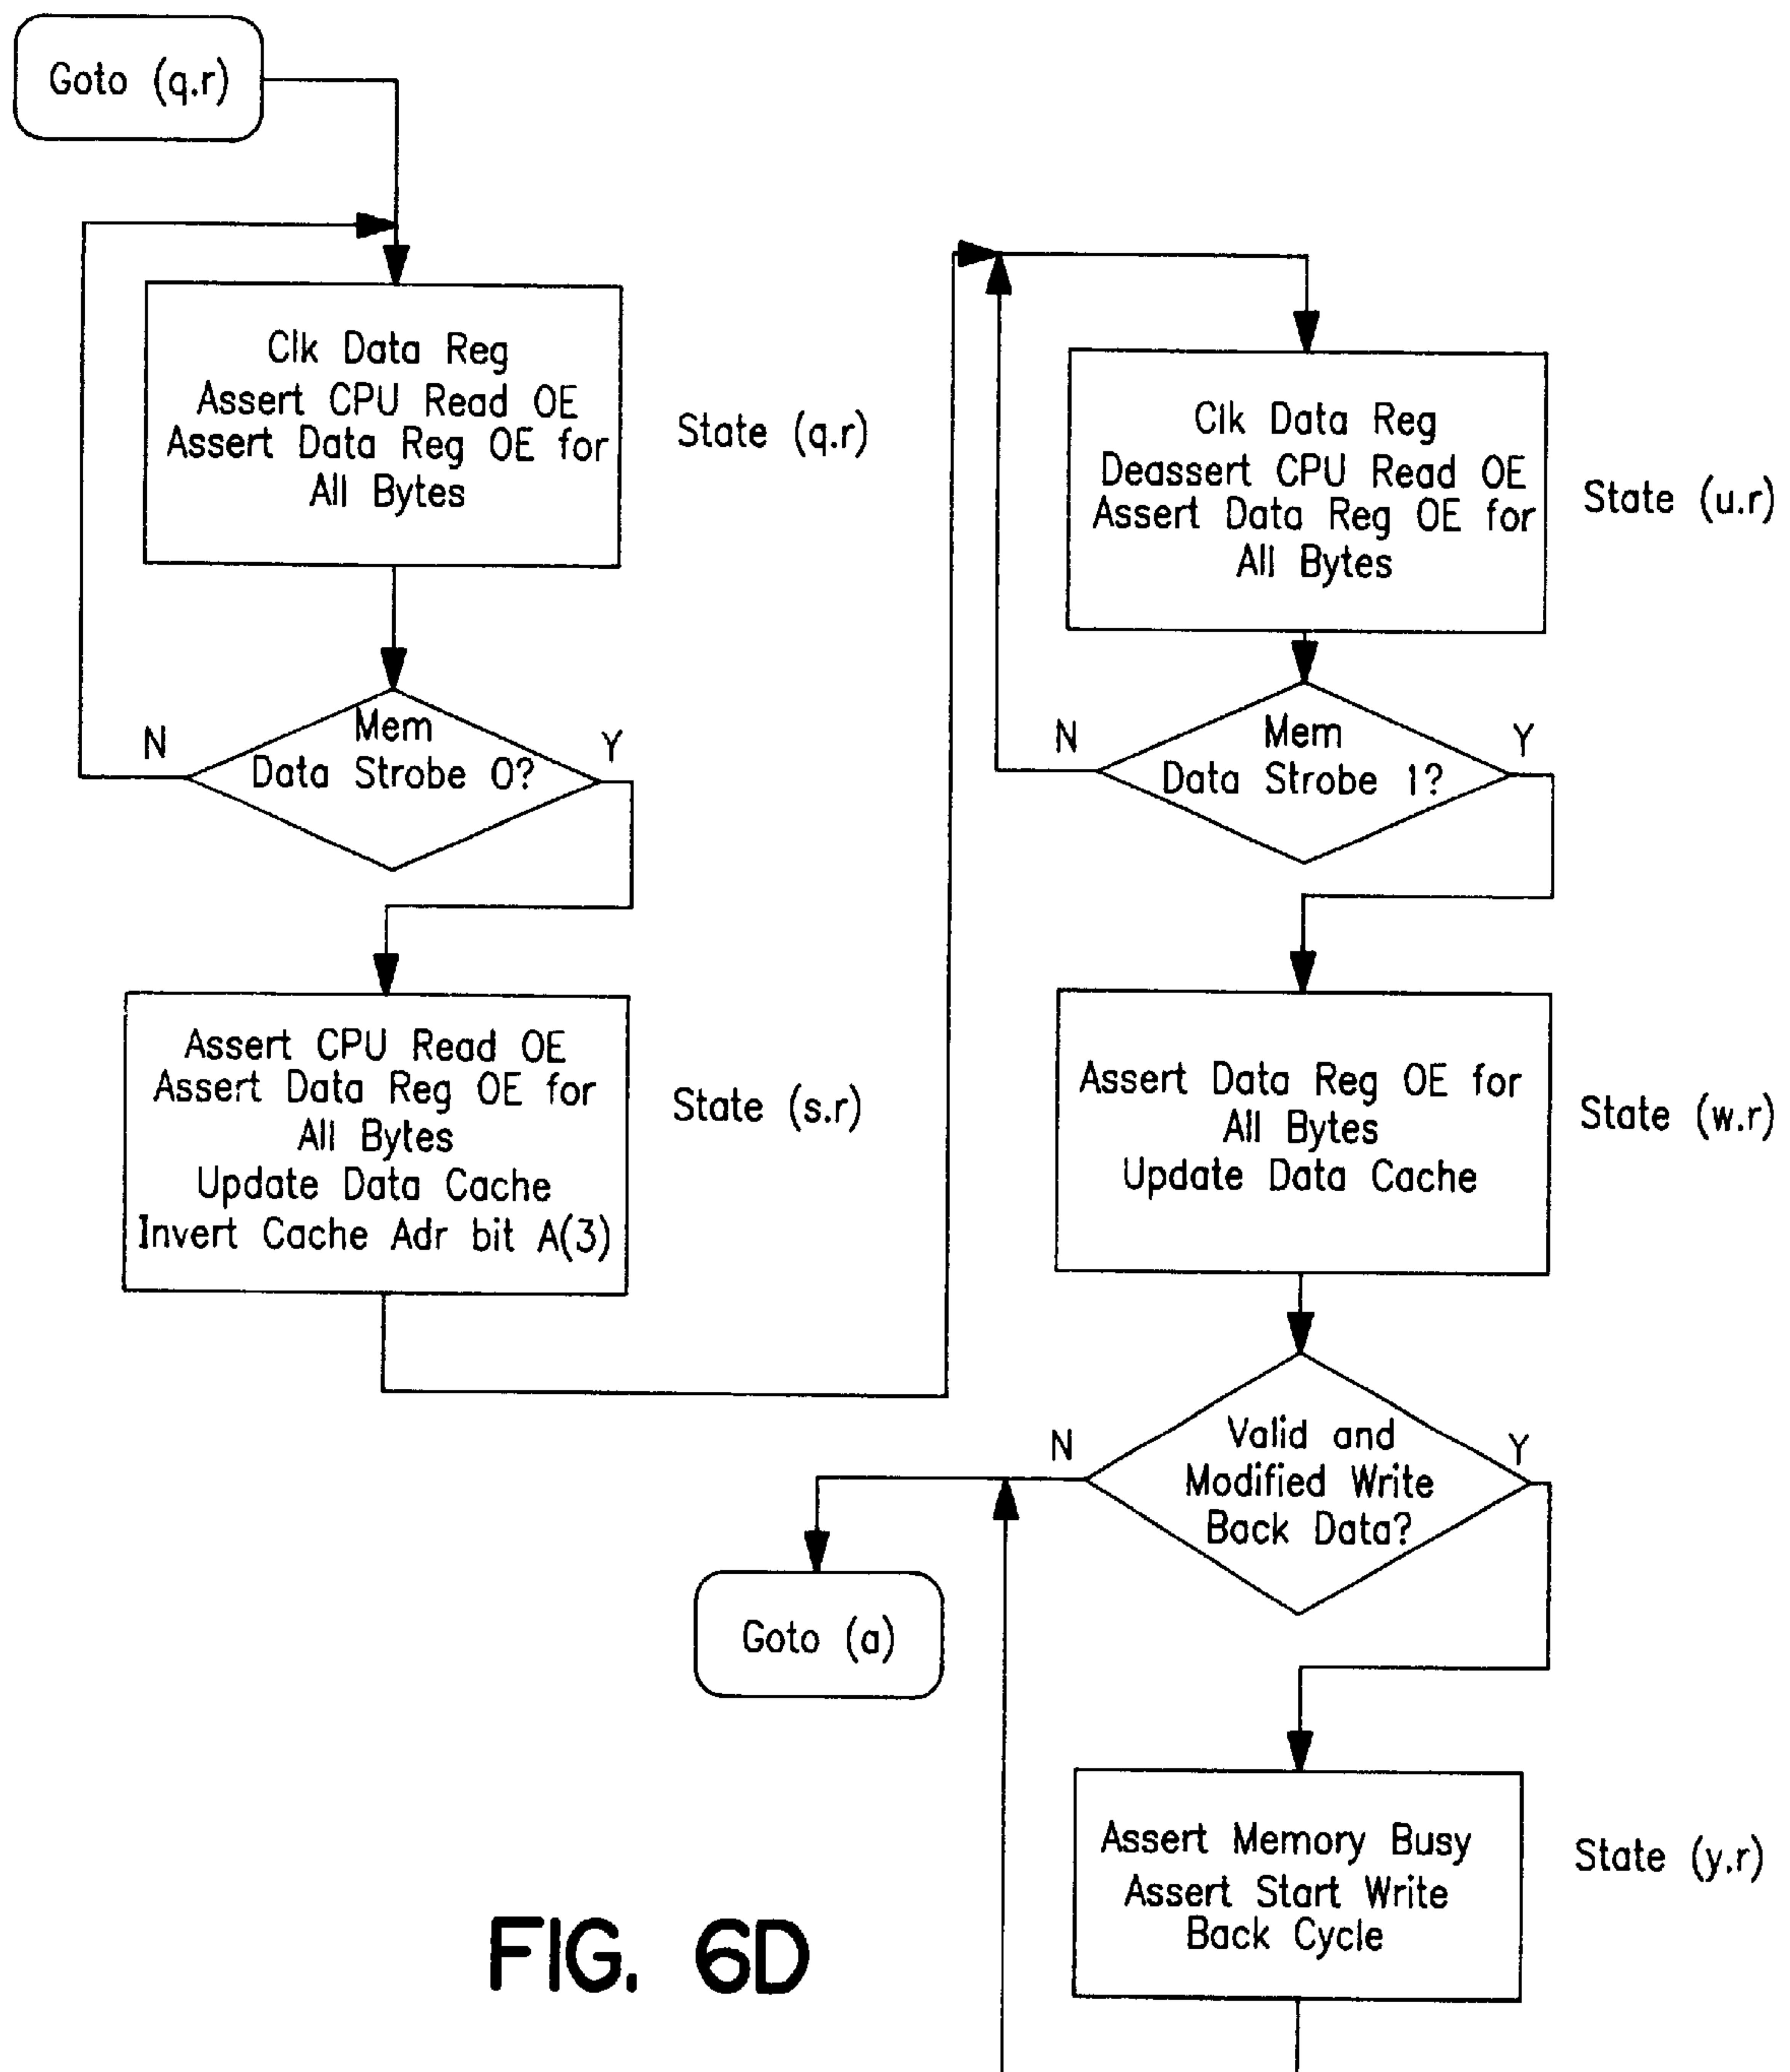 Goto (q.r)
Clk Data Reg
Assert CPU Read OE
Assert Data Reg OE for
All Bytes
State (q.r)
N
Mem
Data Strobe 0?
Y
Assert CPU Read OE
Assert Data Reg OE for
All Bytes
Update Data Cache
Invert Cache Adr bit A(3)
State (s.r)
Clk Data Reg
Deassert CPU Read OE
Assert Data Reg OE for
All Bytes
State (u.r)
N
Mem
Data Strobe 1?
Y
Assert Data Reg OE for
All Bytes
Update Data Cache
State (w.r)
N
Valid and
Modified Write
Back Data?
Y
Goto (a)
Assert Memory Busy
Assert Start Write
Back Cycle
State (y.r)
FIG. 6D